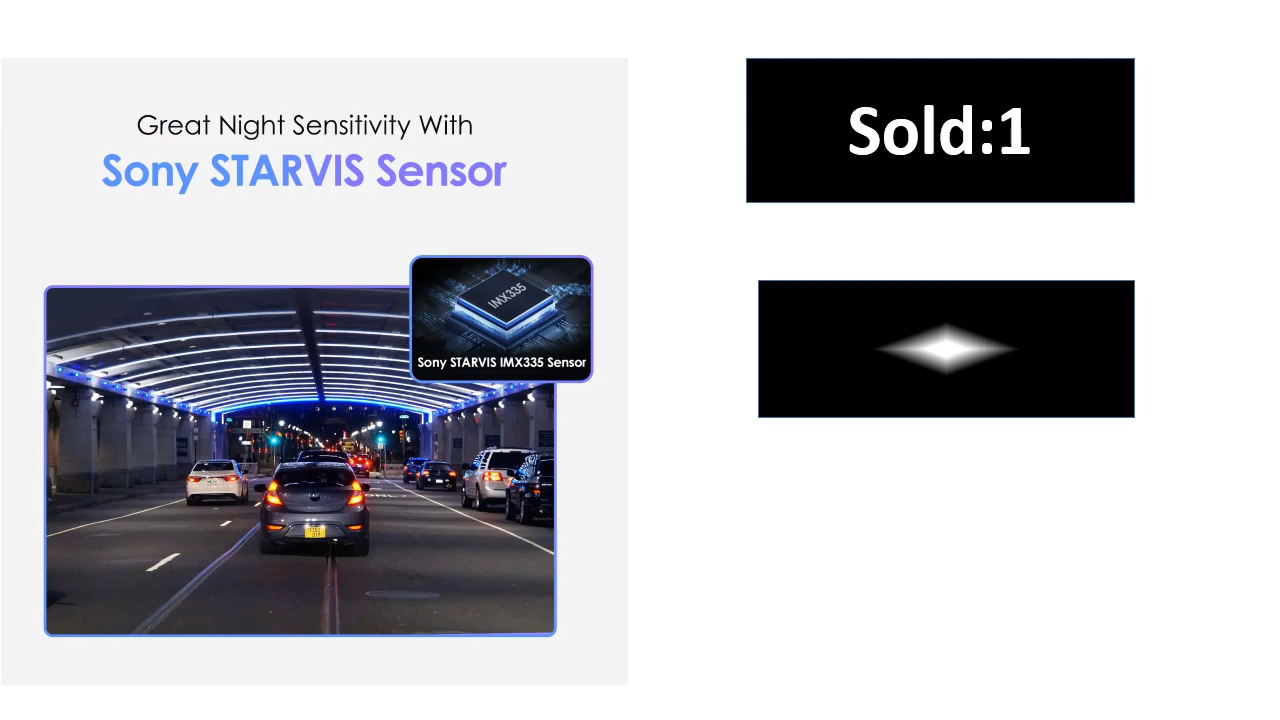 Great Night Sensitivity With
Sony STARVIS Sensor
IMX335
Sony STARVIS IMX335 Sensor
Sold:1